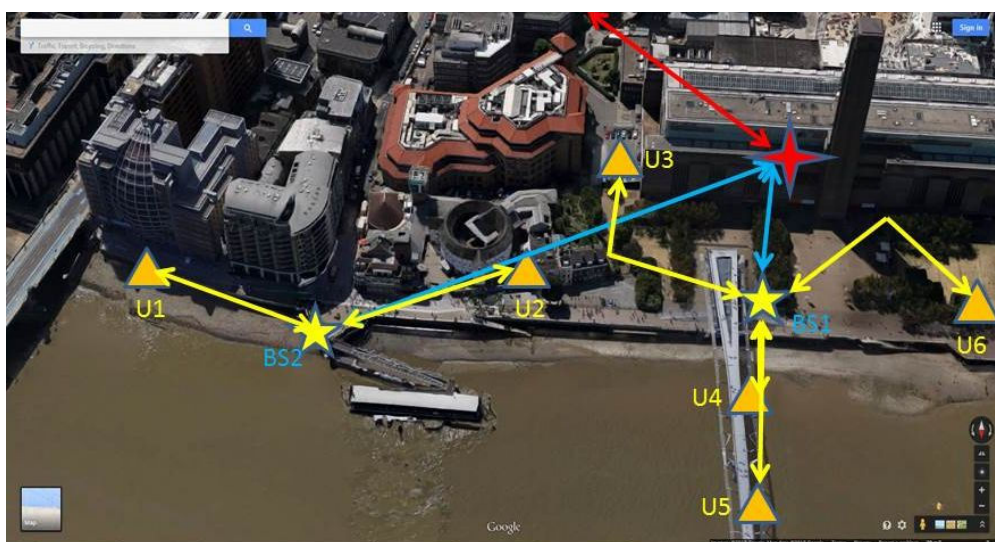 Sign in
Traffic, Transit, Bicycling, Directions
U3
U1
U2
BS1
BS2
U6
U4
U5
Map
Google